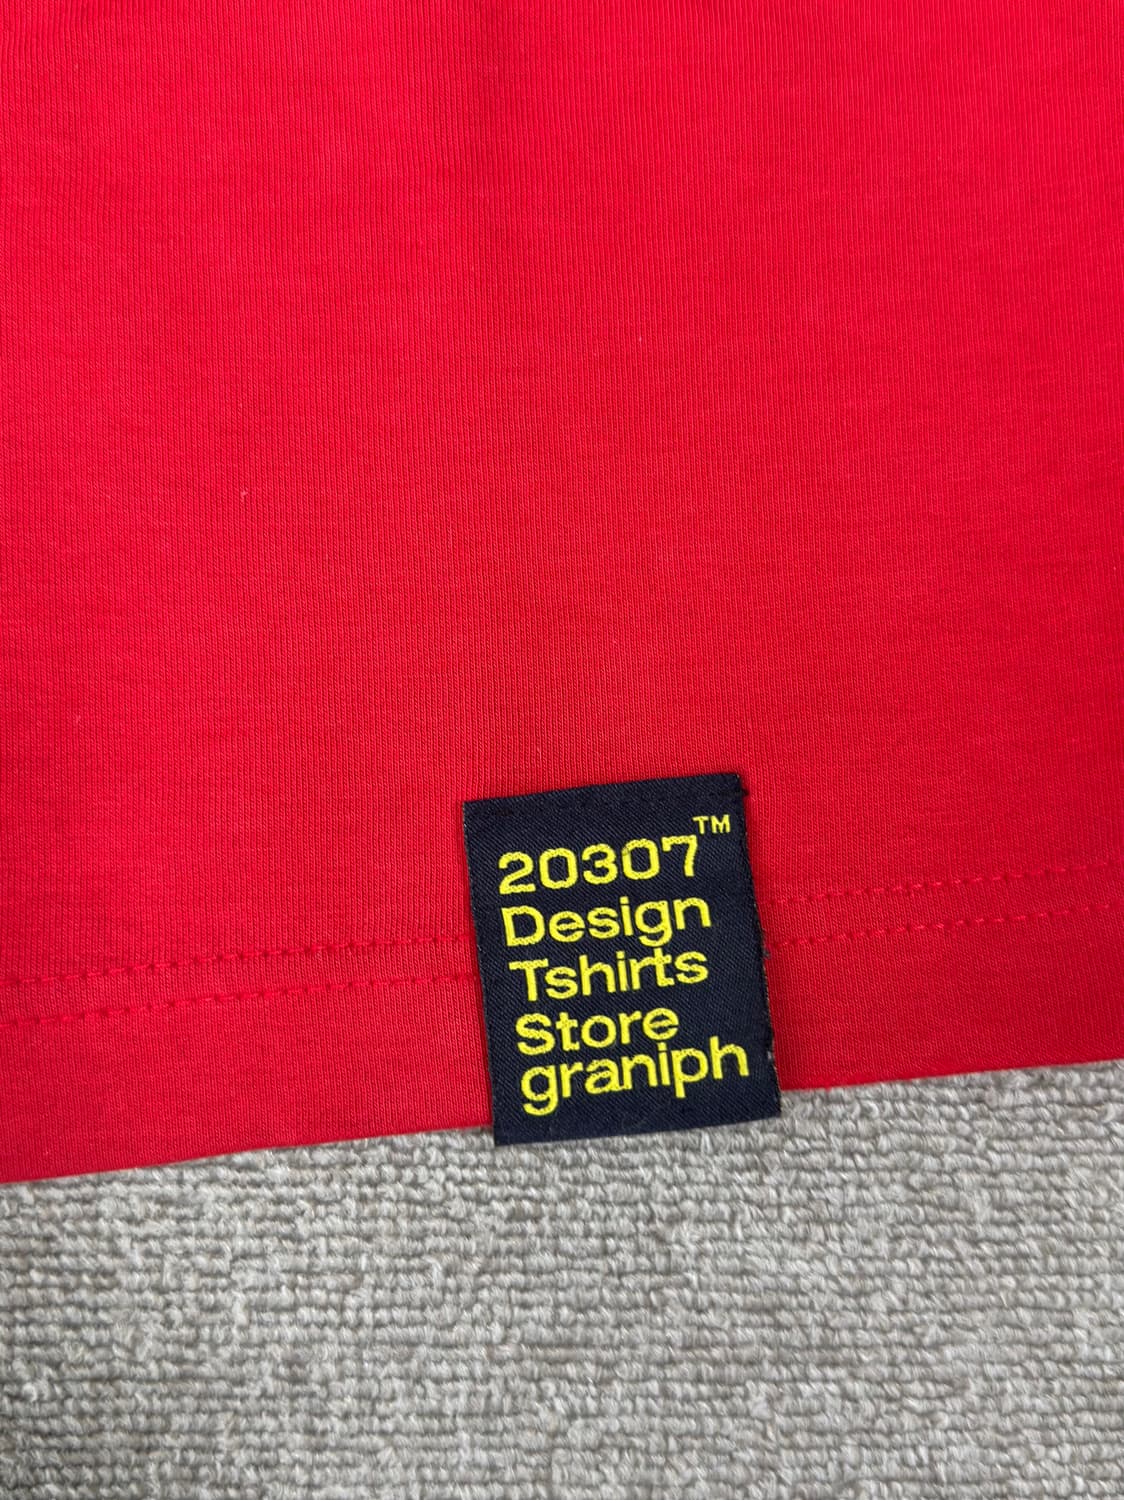 20307™
Design
Tshirts
Store
graniph